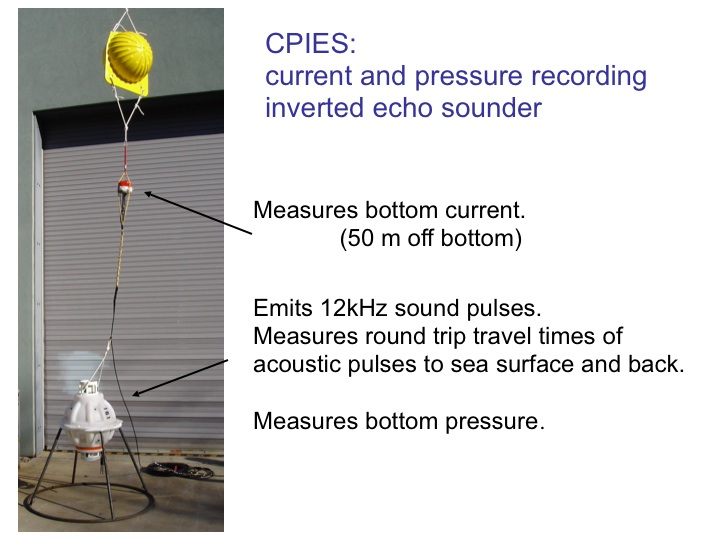 CPIES:
current and pressure recording
inverted echo sounder
Measures bottom current.
(50 m off bottom)
Emits 12kHz sound pulses.
Measures round trip travel times of
acoustic pulses to sea surface and back.
Measures bottom pressure.